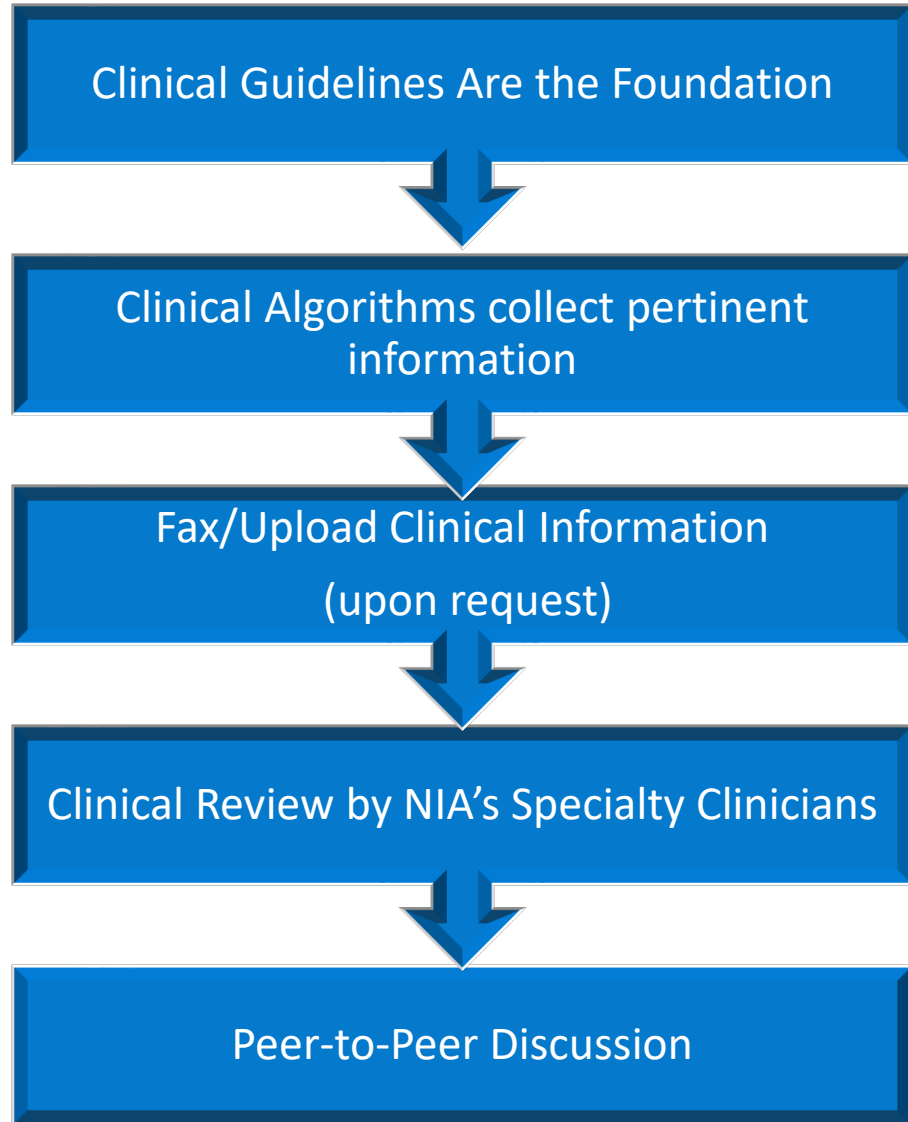 Clinical Guidelines Are the Foundation
Clinical Algorithms collect pertinent
information
Fax/Upload Clinical Information
(upon request)
Clinical Review by NIA’s Specialty Clinicians
Peer-to-Peer Discussion